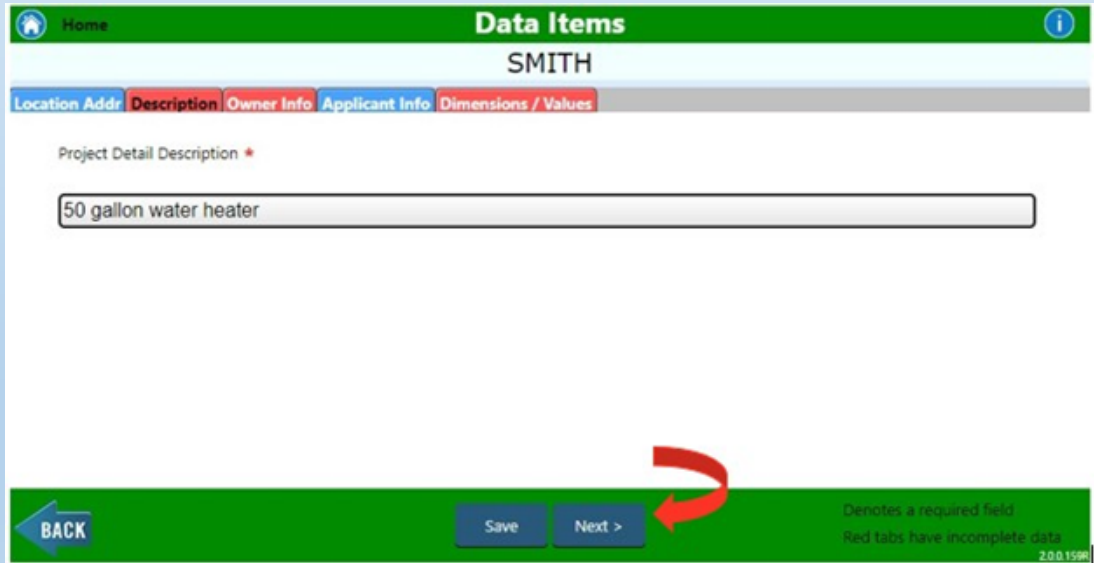 Home Data Items i
SMITH
Location Addr Description Owner Info Applicant Info Dimensions / Values
Project Detail Description *
50 gallon water heater
BACK Save Next > Denotes a required field
Red tabs have incomplete data
2.0.0.159R